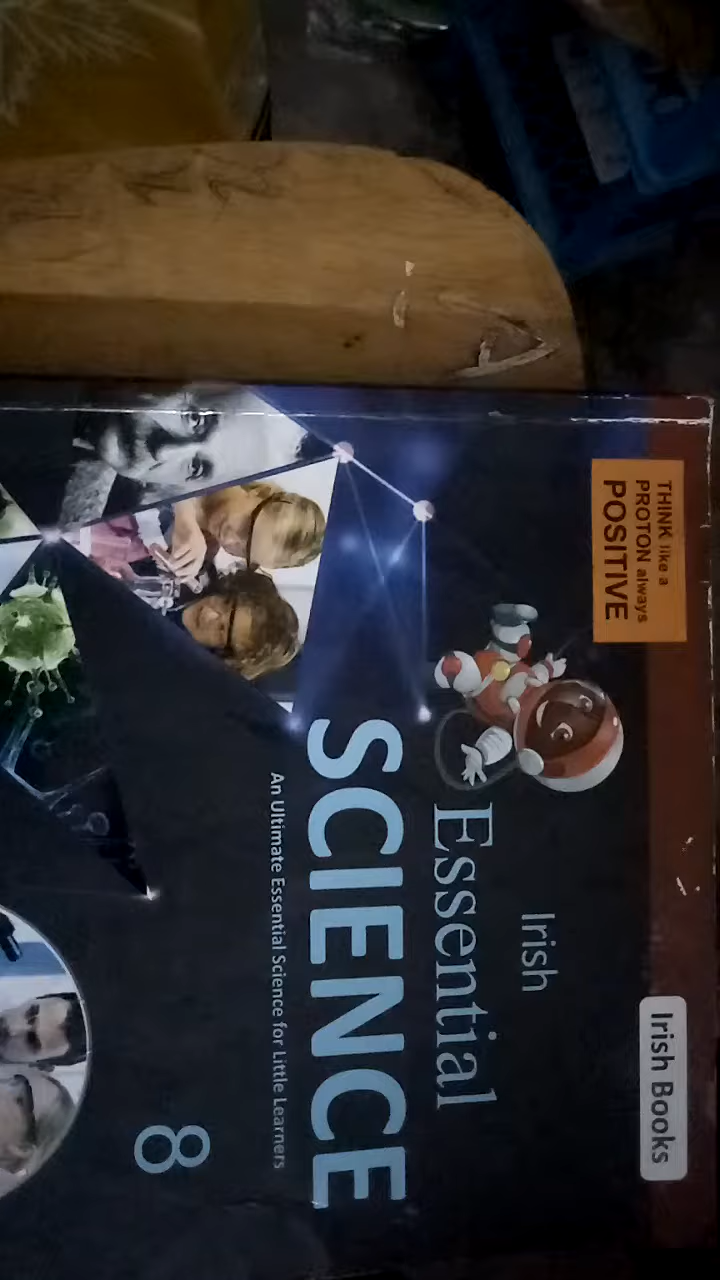 THINK like a
PROTON always
POSITIVE
Irish Books
Irish
Essential
SCIENCE
An Ultimate Essential Science for Little Learners
8